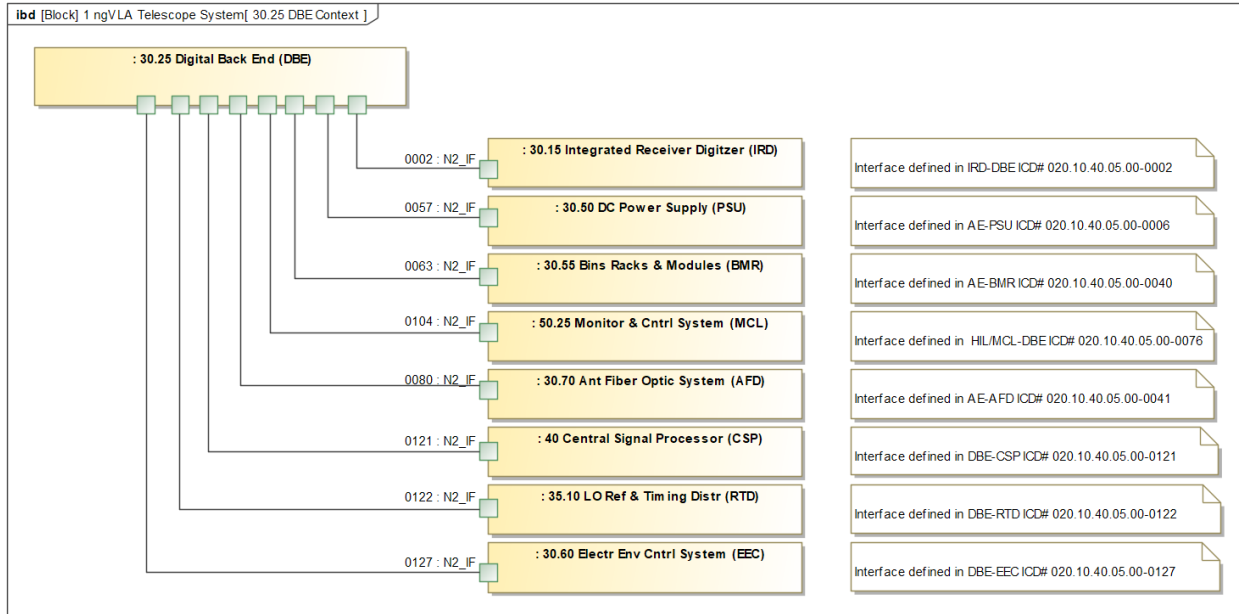 ibd [Block] 1 ngVLA Telescope System[ 30.25 DBE Context ]
: 30.25 Digital Back End (DBE)
0002 : N2_IF
: 30.15 Integrated Receiver Digitzer (IRD)
Interface defined in IRD-DBE ICD# 020.10.40.05.00-0002
0057 : N2_IF
: 30.50 DC Power Supply (PSU)
Interface defined in AE-PSU ICD# 020.10.40.05.00-0006
0063 : N2_IF
: 30.55 Bins Racks & Modules (BMR)
Interface defined in AE-BMR ICD# 020.10.40.05.00-0040
0104 : N2_IF
: 50.25 Monitor & Cntrl System (MCL)
Interface defined in HIL/MCL-DBE ICD# 020.10.40.05.00-0076
0080 : N2_IF
: 30.70 Ant Fiber Optic System (AFD)
Interface defined in AE-AFD ICD# 020.10.40.05.00-0041
0121 : N2_IF
: 40 Central Signal Processor (CSP)
Interface defined in DBE-CSP ICD# 020.10.40.05.00-0121
0122 : N2_IF
: 35.10 LO Ref & Timing Distr (RTD)
Interface defined in DBE-RTD ICD# 020.10.40.05.00-0122
0127 : N2_IF
: 30.60 Electr Env Cntrl System (EEC)
Interface defined in DBE-EEC ICD# 020.10.40.05.00-0127